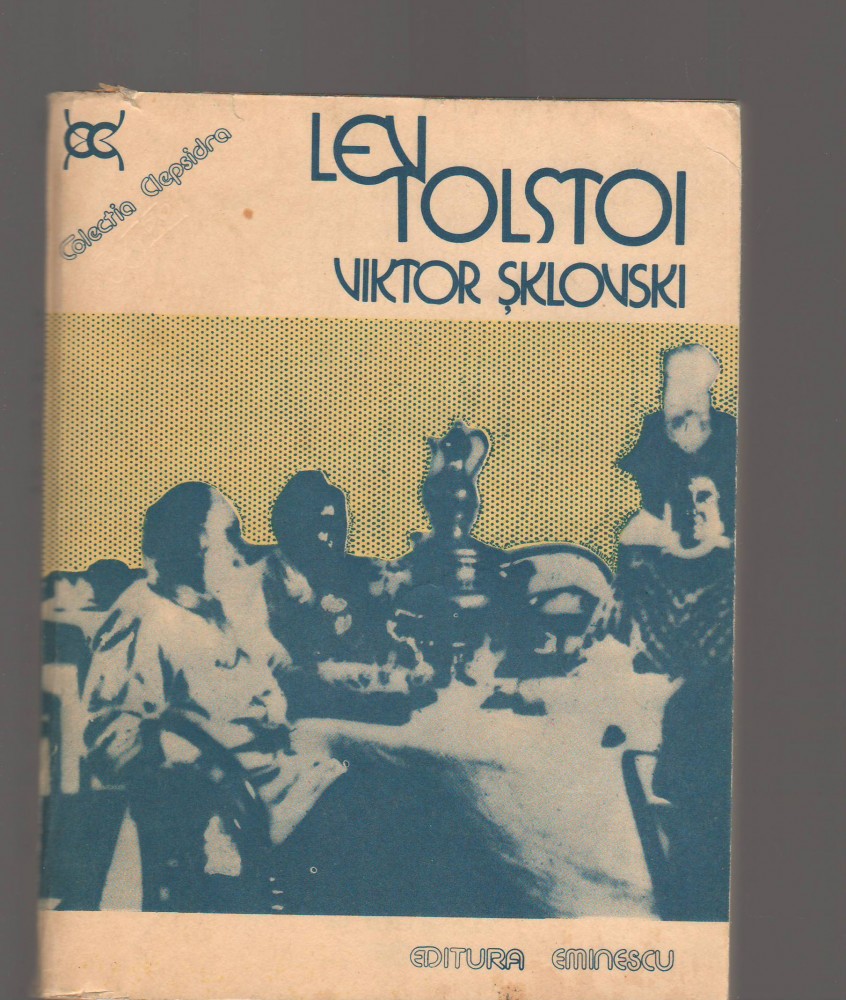 Colecția Clepsidra
LEV
TOLSTOI
VIKTOR ȘKLOVSKI
EDITURA EMINESCU